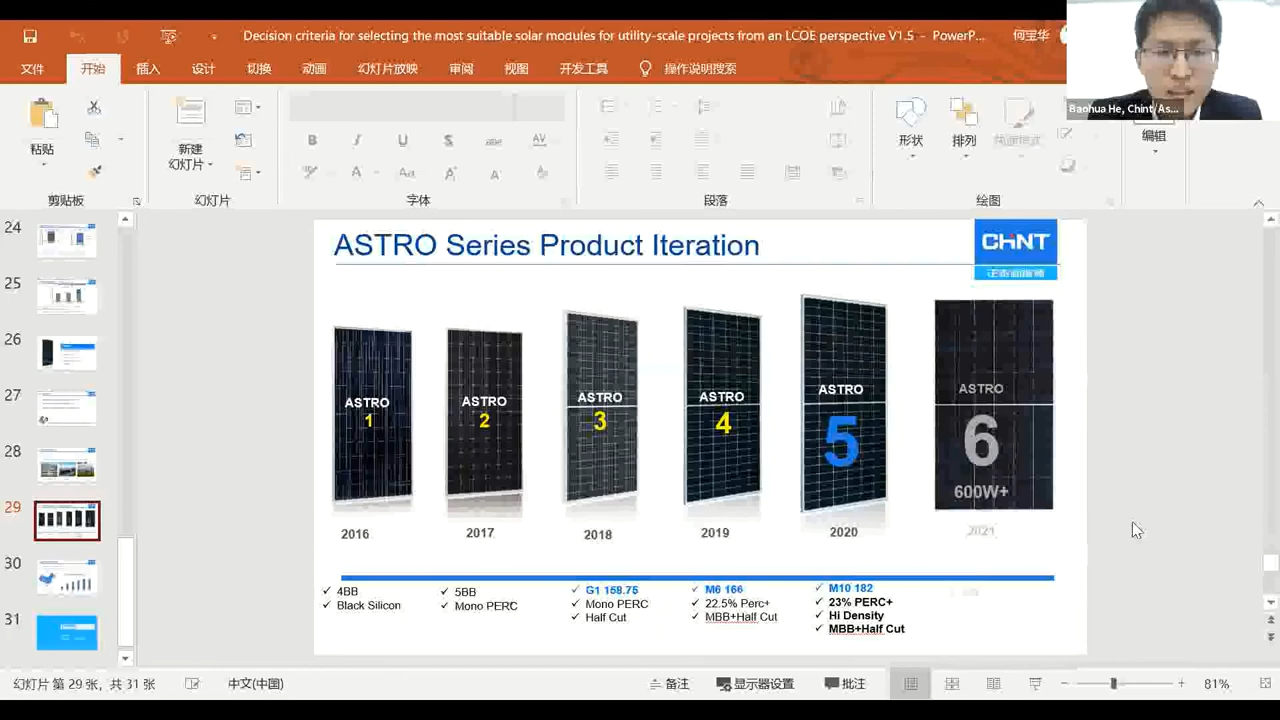 Decision criteria for selecting the most suitable solar modules for utility-scale projects from an LCOE perspective V1.5 - PowerP...
何宝华
文件
开始
插入
设计
切换
动画
幻灯片放映
审阅
视图
开发工具
操作说明搜索
Baohua He, Chint/As...
粘贴
新建
幻灯片
形状
排列
快速样式
编辑
剪贴板
幻灯片
字体
段落
绘图
24
25
26
27
28
29
30
31
ASTRO Series Product Iteration
CHNT
ASTRO
1
ASTRO
2
ASTRO
3
ASTRO
4
ASTRO
5
ASTRO
6
600W+
2016
2017
2018
2019
2020
2021
✓ 4BB
✓ Black Silicon
✓ 5BB
✓ Mono PERC
✓ G1 158.75
✓ Mono PERC
✓ Half Cut
✓ M6 166
✓ 22.5% Perc+
✓ MBB+Half Cut
✓ M10 182
✓ 23% PERC+
✓ Hi Density
✓ MBB+Half Cut
幻灯片 第 29 张，共 31 张
中文(中国)
备注
显示器设置
批注
81%